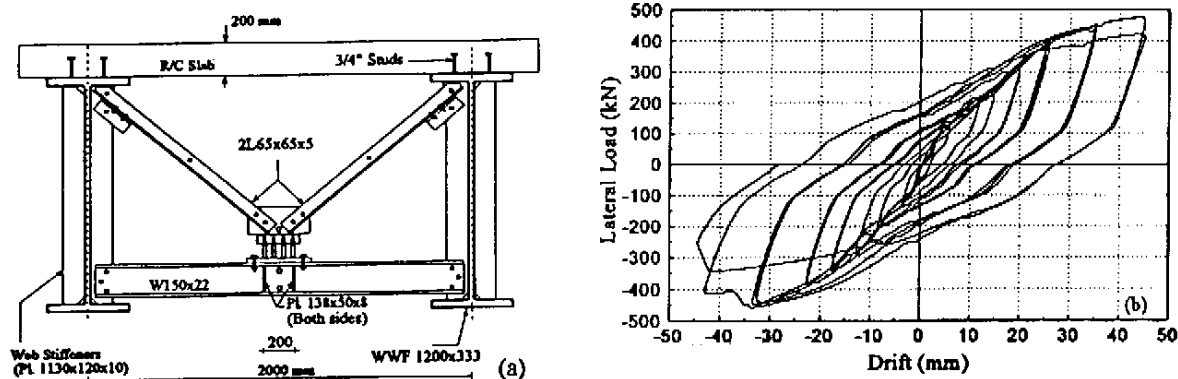 200 mm
R/C Slab
3/4" Studs
2L65x65x5
W150x22
Pl. 138x50x8
(Both sides)
Web Stiffeners
(Pl. 1130x120x10)
200
2000 mm
WWF 1200x333
(a)
Lateral Load (kN)
500
400
300
200
100
0
-100
-200
-300
-400
-500
-50 -40 -30 -20 -10 0 10 20 30 40 50
Drift (mm)
(b)